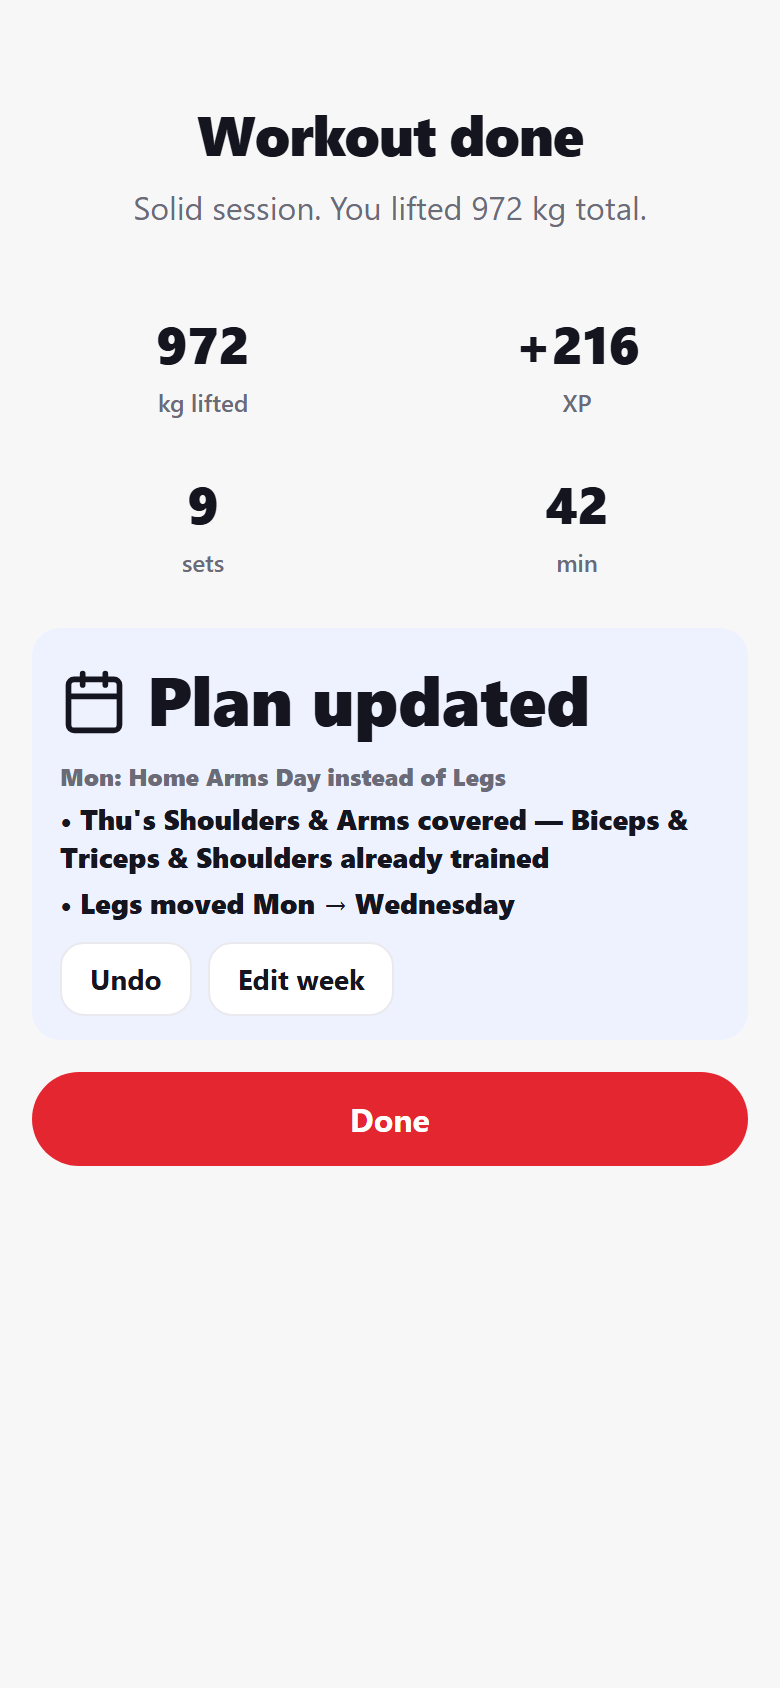 Workout done
Solid session. You lifted 972 kg total.
972
kg lifted
+216
XP
9
sets
42
min
Plan updated
Mon: Home Arms Day instead of Legs
• Thu's Shoulders & Arms covered — Biceps &
Triceps & Shoulders already trained
• Legs moved Mon → Wednesday
Undo
Edit week
Done